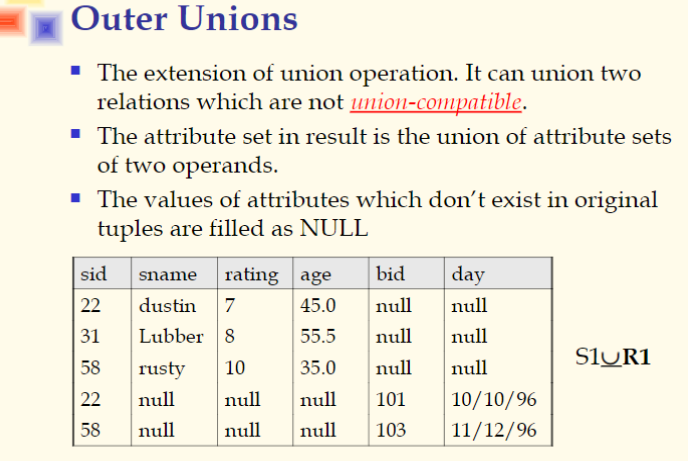 Outer Unions
The extension of union operation. It can union two
relations which are not union-compatible.
The attribute set in result is the union of attribute sets
of two operands.
The values of attributes which don't exist in original
tuples are filled as NULL
sid sname rating age bid day
22 dustin 7 45.0 null null
31 Lubber 8 55.5 null null
58 rusty 10 35.0 null null
22 null null null 101 10/10/96
58 null null null 103 11/12/96
S1∪R1